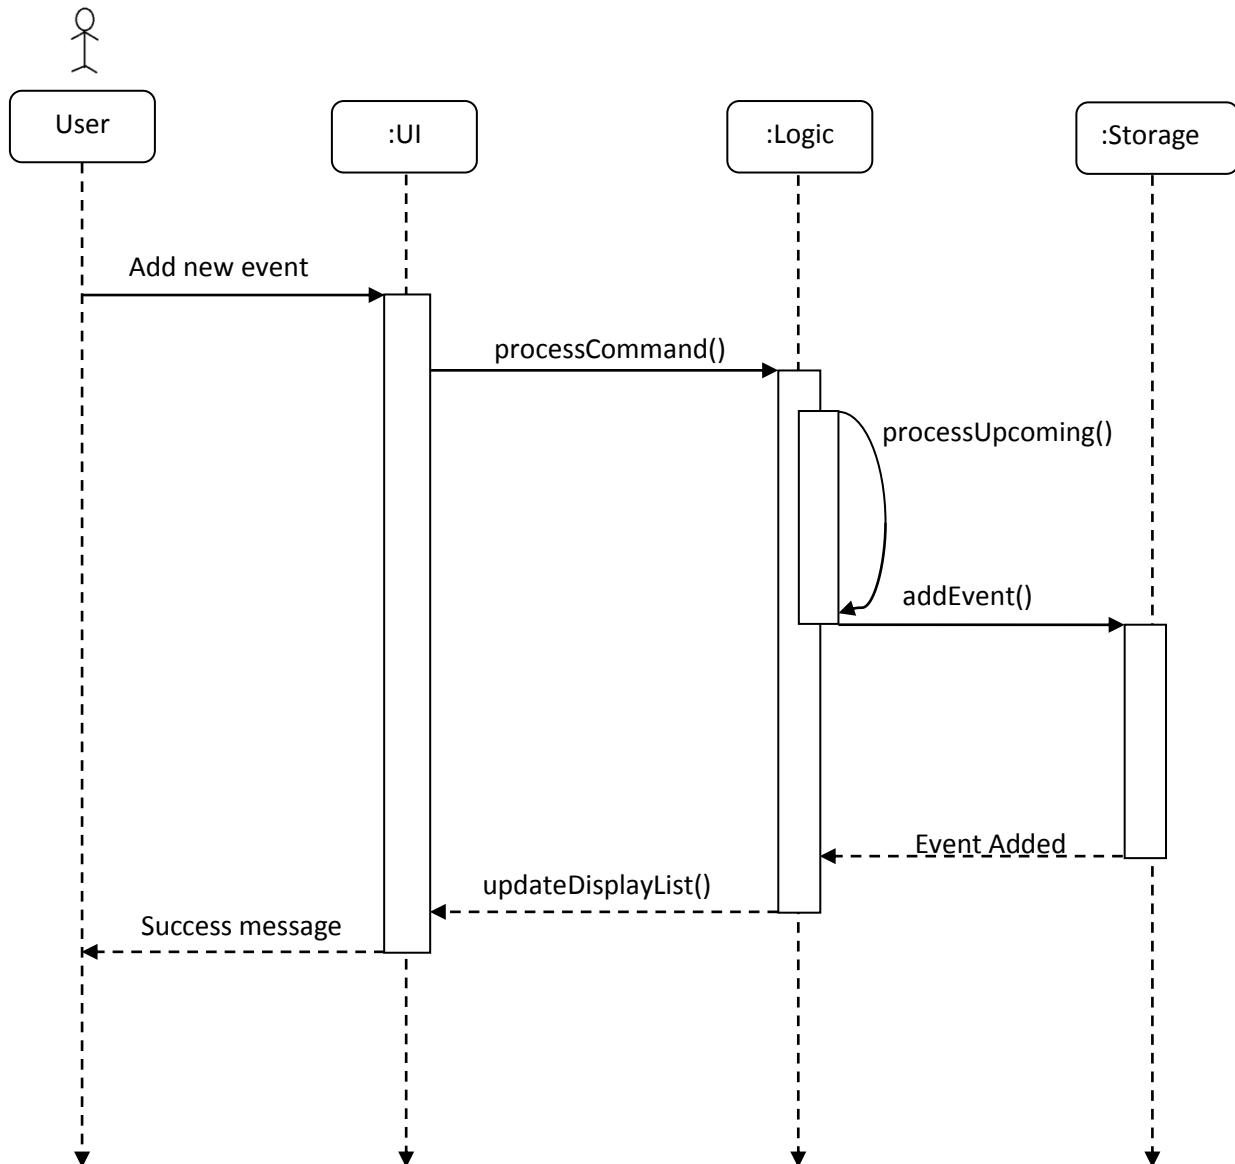 User
:UI
:Logic
:Storage
Add new event
processCommand()
processUpcoming()
addEvent()
Event Added
updateDisplayList()
Success message